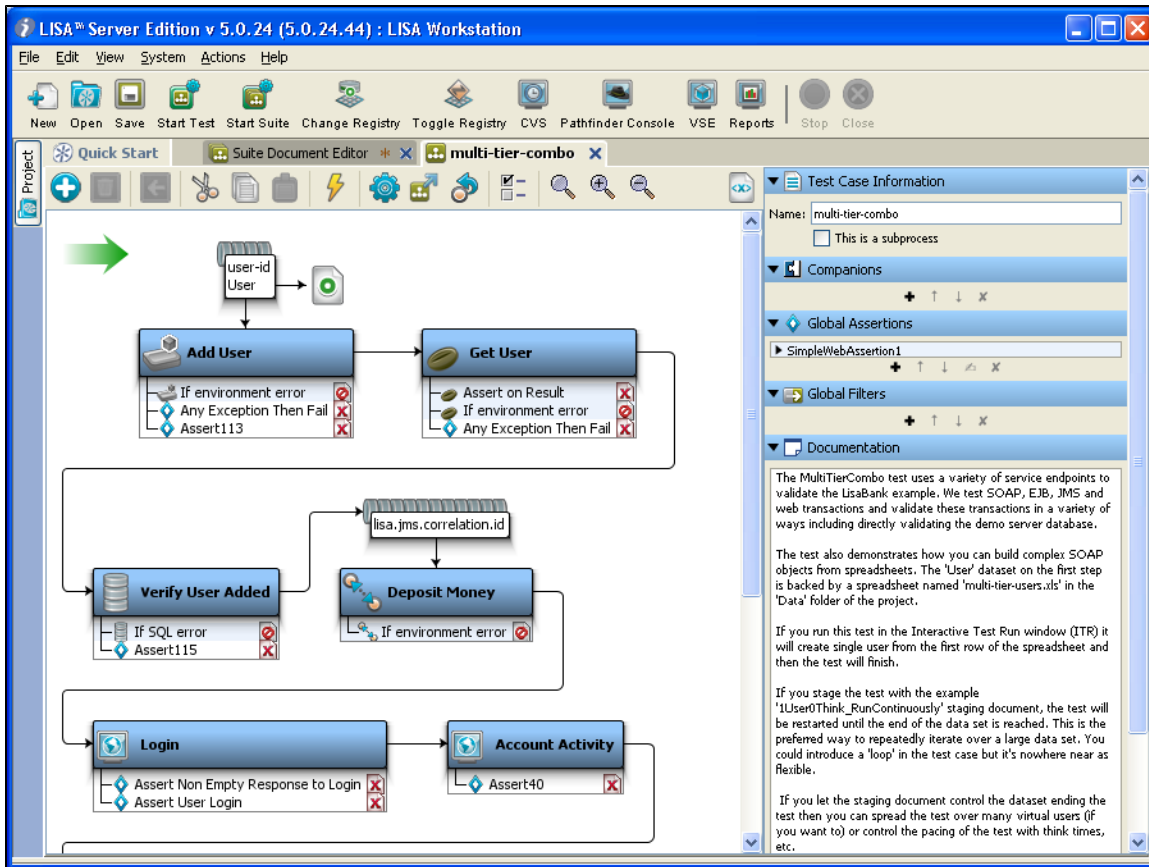 LISA™ Server Edition v 5.0.24 (5.0.24.44) : LISA Workstation
File Edit View System Actions Help
New Open Save Start Test Start Suite Change Registry Toggle Registry CVS Pathfinder Console VSE Reports Stop Close
Project
Quick Start
Suite Document Editor *
multi-tier-combo
user-id
User
Add User
If environment error
Any Exception Then Fail
Assert113
Get User
Assert on Result
If environment error
Any Exception Then Fail
lisa.jms.correlation.id
Verify User Added
If SQL error
Assert115
Deposit Money
If environment error
Login
Assert Non Empty Response to Login
Assert User Login
Account Activity
Assert40
Test Case Information
Name: multi-tier-combo
This is a subprocess
Companions
Global Assertions
SimpleWebAssertion1
Global Filters
Documentation
The MultiTierCombo test uses a variety of service endpoints to
validate the LisaBank example. We test SOAP, EJB, JMS and
web transactions and validate these transactions in a variety of
ways including directly validating the demo server database.
The test also demonstrates how you can build complex SOAP
objects from spreadsheets. The 'User' dataset on the first step
is backed by a spreadsheet named 'multi-tier-users.xls' in the
'Data' folder of the project.
If you run this test in the Interactive Test Run window (ITR) it
will create single user from the first row of the spreadsheet and
then the test will finish.
If you stage the test with the example
'1User0Think_RunContinuously' staging document, the test will
be restarted until the end of the data set is reached. This is the
preferred way to repeatedly iterate over a large data set. You
could introduce a 'loop' in the test case but it's nowhere near as
flexible.
If you let the staging document control the dataset ending the
test then you can spread the test over many virtual users (if
you want to) or control the pacing of the test with think times,
etc.